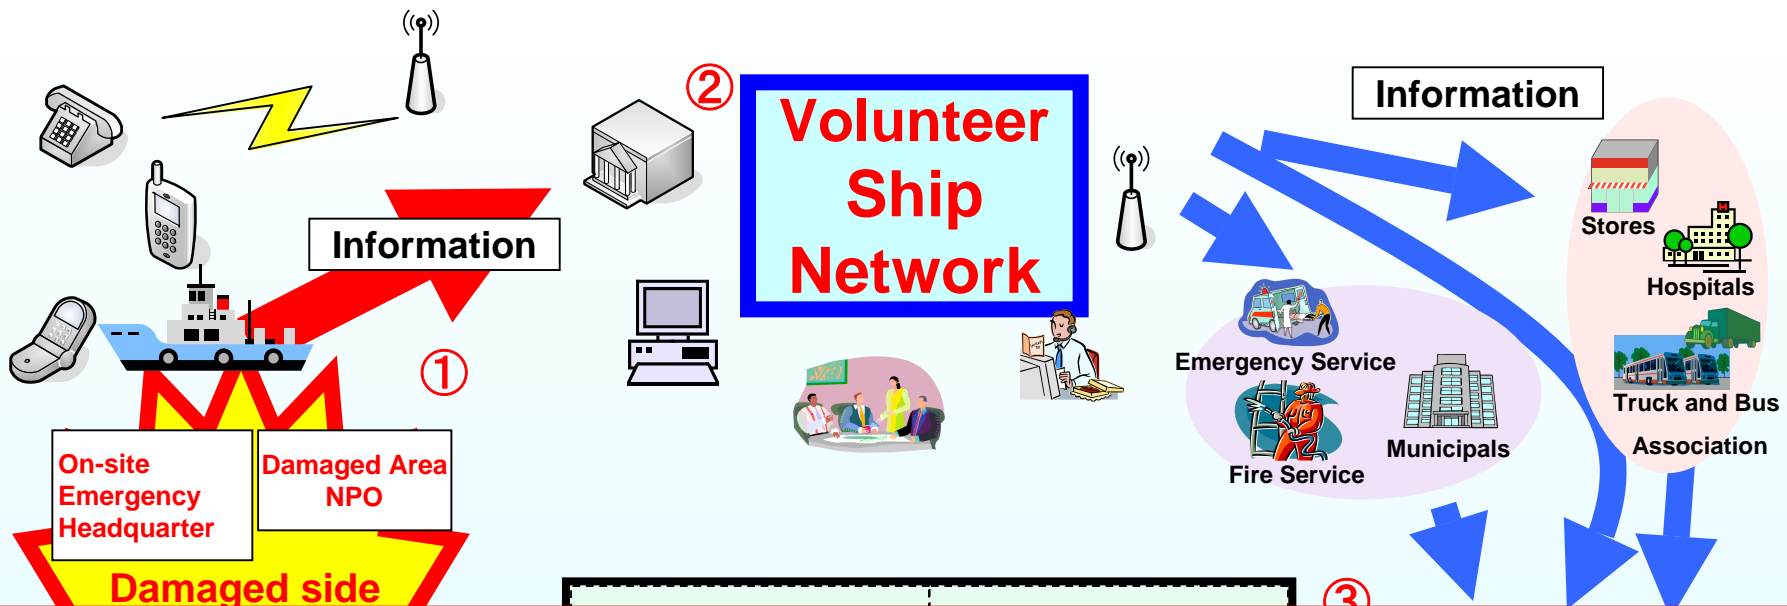 ②
Volunteer
Ship
Network
Information
Information
Stores
Hospitals
Truck and Bus
Association
Emergency Service
Municipals
Fire Service
①
On-site
Emergency
Headquarter
Damaged Area
NPO
Damaged side
③